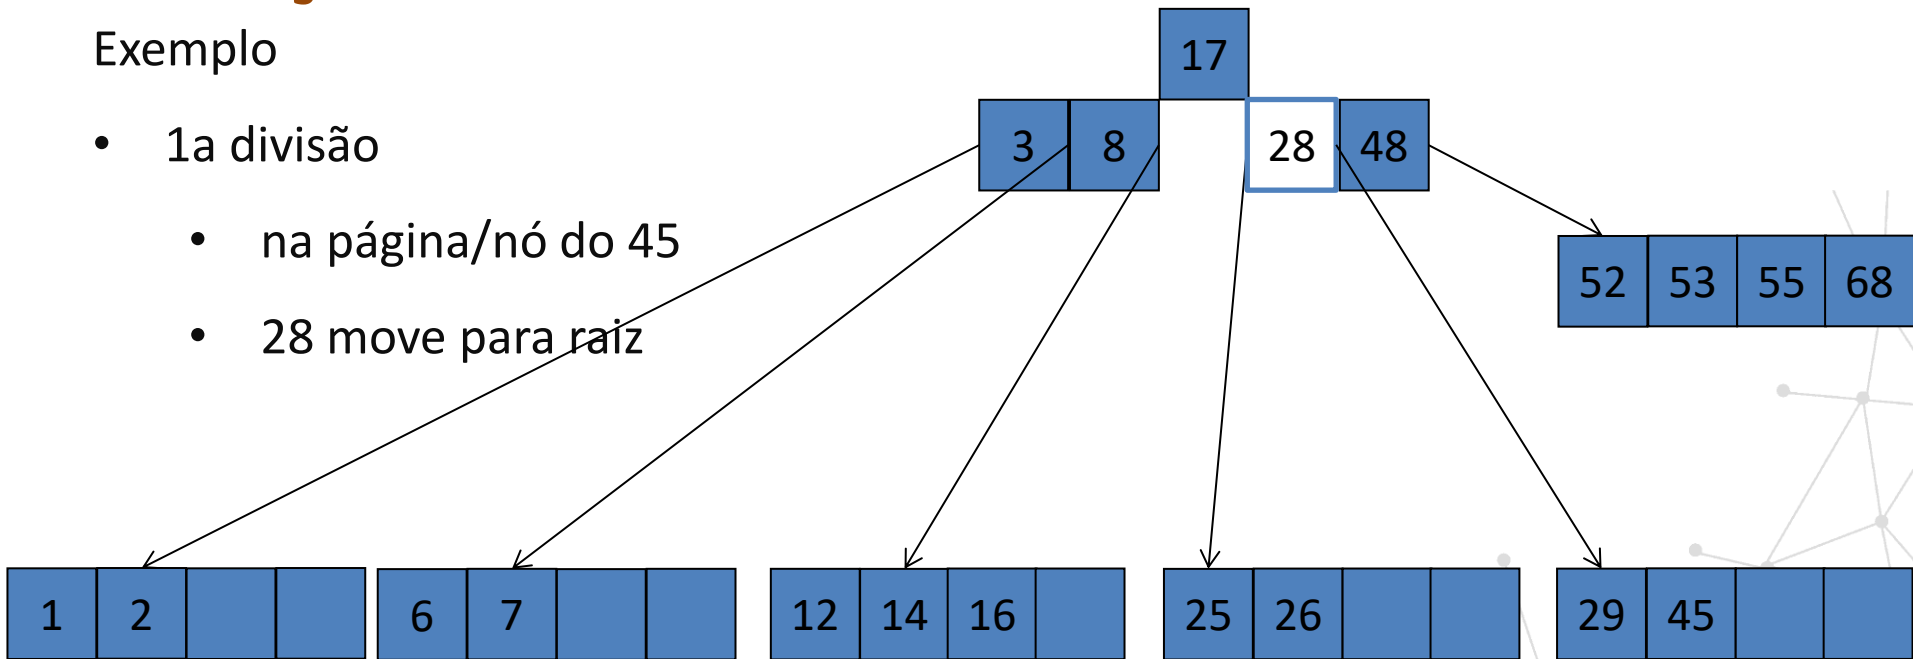 Exemplo
17
• 1a divisão
3 8 28 48
• na página/nó do 45
52 53 55 68
• 28 move para raiz
1 2 6 7 12 14 16 25 26 29 45